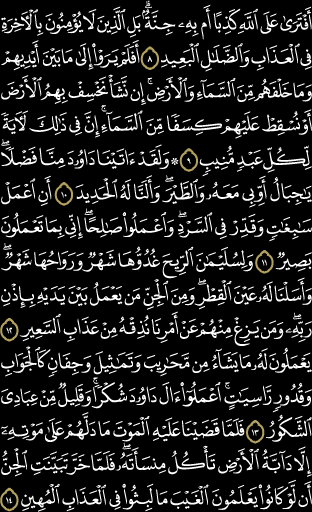 أَفْتَرَىٰ عَلَى ٱللَّهِ كَذِبًا أَم بِهِۦ جِنَّةٌۢ ۗ بَلِ ٱلَّذِينَ لَا يُؤْمِنُونَ بِٱلْـَٔاخِرَةِ
فِى ٱلْعَذَابِ وَٱلضَّلَـٰلِ ٱلْبَعِيدِ ٨ أَفَلَمْ يَرَوْا۟ إِلَىٰ مَا بَيْنَ أَيْدِيهِمْ
وَمَا خَلْفَهُم مِّنَ ٱلسَّمَآءِ وَٱلْأَرْضِ ۚ إِن نَّشَأْ نَخْسِفْ بِهِمُ ٱلْأَرْضَ
أَوْ نُسْقِطْ عَلَيْهِمْ كِسَفًا مِّنَ ٱلسَّمَآءِ ۚ إِنَّ فِى ذَٰلِكَ لَـَٔايَةً
لِّكُلِّ عَبْدٍ مُّنِيبٍ ٩ ۞ وَلَقَدْ ءَاتَيْنَا دَاوُۥدَ مِنَّا فَضْلًا ۖ
يَـٰجِبَالُ أَوِّبِى مَعَهُۥ وَٱلطَّيْرَ ۖ وَأَلَنَّا لَهُ ٱلْحَدِيدَ ١٠ أَنِ ٱعْمَلْ
سَـٰبِغَـٰتٍ وَقَدِّرْ فِى ٱلسَّرْدِ ۖ وَٱعْمَلُوا۟ صَـٰلِحًا ۖ إِنِّى بِمَا تَعْمَلُونَ
بَصِيرٌ ١١ وَلِسُلَيْمَـٰنَ ٱلرِّيحَ غُدُوُّهَا شَهْرٌ وَرَوَاحُهَا شَهْرٌ ۖ
وَأَسَلْنَا لَهُۥ عَيْنَ ٱلْقِطْرِ ۖ وَمِنَ ٱلْجِنِّ مَن يَعْمَلُ بَيْنَ يَدَيْهِ بِإِذْنِ
رَبِّهِۦ ۖ وَمَن يَزِغْ مِنْهُمْ عَنْ أَمْرِنَا نُذِقْهُ مِنْ عَذَابِ ٱلسَّعِيرِ ١٢
يَعْمَلُونَ لَهُۥ مَا يَشَآءُ مِن مَّحَـٰرِيبَ وَتَمَـٰثِيلَ وَجِفَانٍ كَٱلْجَوَابِ
وَقُدُورٍ رَّاسِيَـٰتٍ ۚ ٱعْمَلُوٓا۟ ءَالَ دَاوُۥدَ شُكْرًا ۚ وَقَلِيلٌ مِّنْ عِبَادِىَ
ٱلشَّكُورُ ١٣ فَلَمَّا قَضَيْنَا عَلَيْهِ ٱلْمَوْتَ مَا دَلَّهُمْ عَلَىٰ مَوْتِهِۦٓ
إِلَّا دَآبَّةُ ٱلْأَرْضِ تَأْكُلُ مِنسَأَتَهُۥ ۖ فَلَمَّا خَرَّ تَبَيَّنَتِ ٱلْجِنُّ
أَن لَّوْ كَانُوا۟ يَعْلَمُونَ ٱلْغَيْبَ مَا لَبِثُوا۟ فِى ٱلْعَذَابِ ٱلْمُهِينِ ١٤